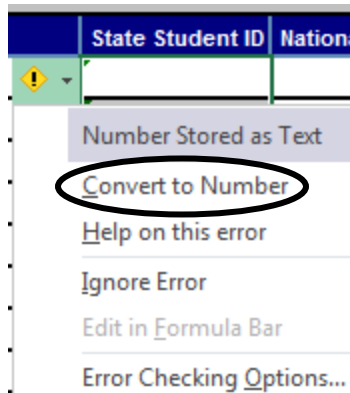 State Student ID Nationa
Number Stored as Text
Convert to Number
Help on this error
Ignore Error
Edit in Formula Bar
Error Checking Options...